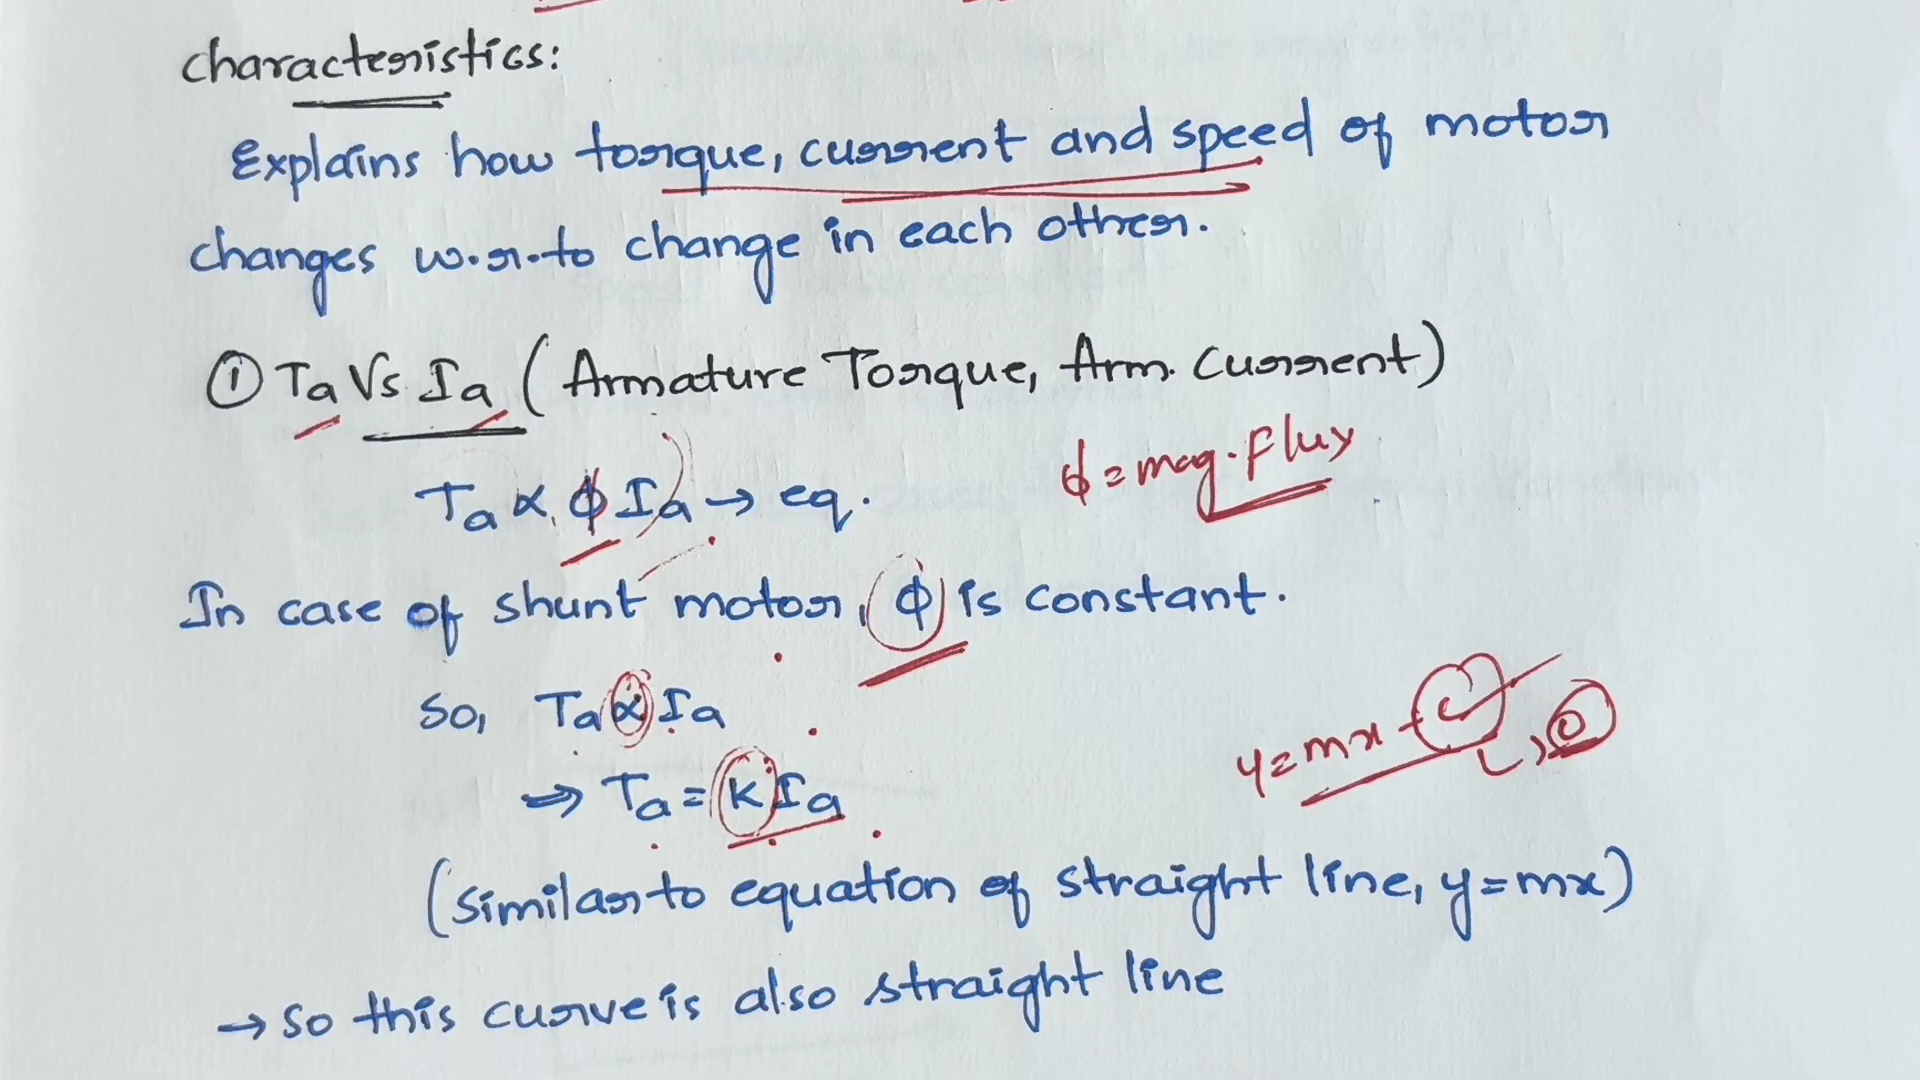 Characteristics:
Explains how torque, current and speed of motor
changes w.r.to change in each other.
① Ta Vs Ia (Armature Torque, Arm. Current)
Ta ∝ ϕ Ia → eq.
ϕ = mag. Flux
In case of shunt motor, ϕ is constant.
So, Ta ∝ Ia
y = mx + c
↳ 0
⇒ Ta = K Ia
(Similar to equation of straight line, y=mx)
→ So this curve is also straight line